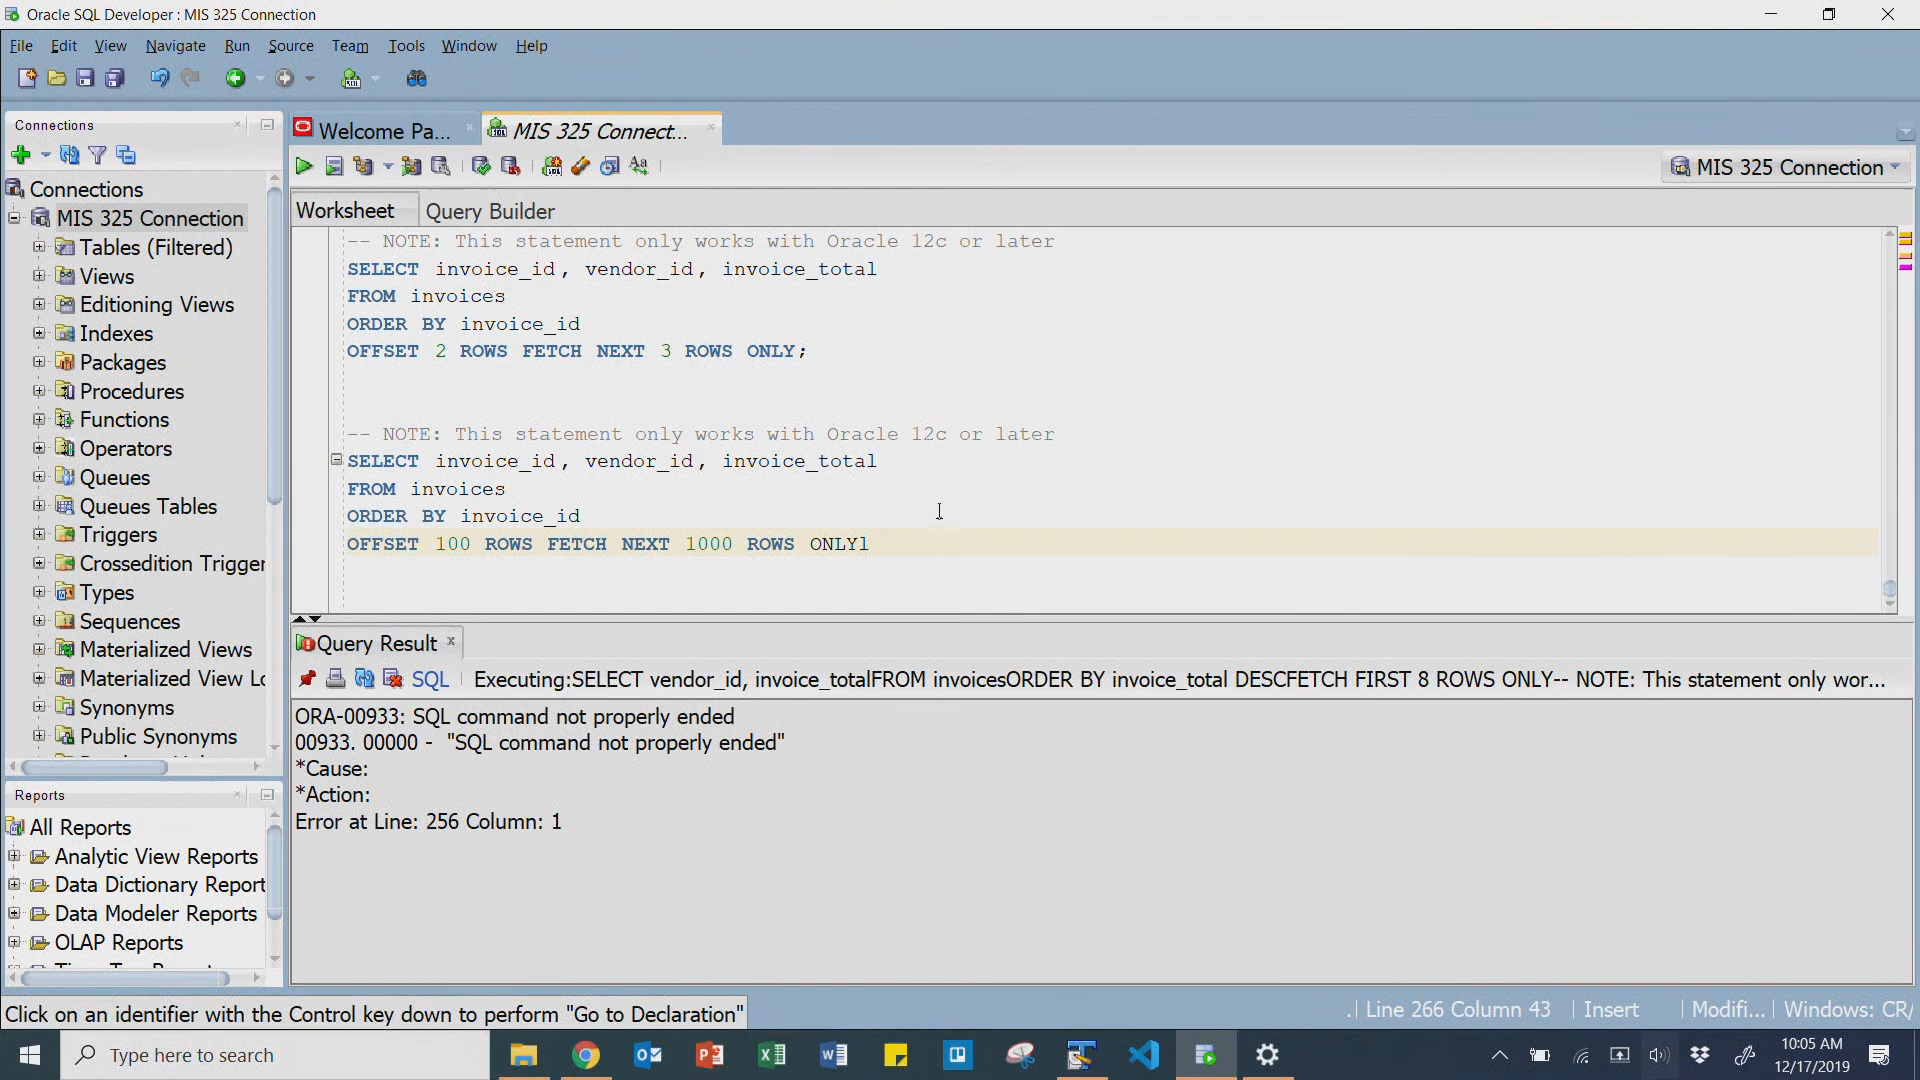 Oracle SQL Developer : MIS 325 Connection
File Edit View Navigate Run Source Team Tools Window Help
Connections
Connections
MIS 325 Connection
Tables (Filtered)
Views
Editioning Views
Indexes
Packages
Procedures
Functions
Operators
Queues
Queues Tables
Triggers
Crossedition Trigger
Types
Sequences
Materialized Views
Materialized View Lo
Synonyms
Public Synonyms
Reports
All Reports
Analytic View Reports
Data Dictionary Report
Data Modeler Reports
OLAP Reports
Welcome Pa... MIS 325 Connect...
MIS 325 Connection
Worksheet Query Builder
-- NOTE: This statement only works with Oracle 12c or later
SELECT invoice_id, vendor_id, invoice_total
FROM invoices
ORDER BY invoice_id
OFFSET 2 ROWS FETCH NEXT 3 ROWS ONLY;
-- NOTE: This statement only works with Oracle 12c or later
SELECT invoice_id, vendor_id, invoice_total
FROM invoices
ORDER BY invoice_id
OFFSET 100 ROWS FETCH NEXT 1000 ROWS ONLYl
Query Result
SQL Executing:SELECT vendor_id, invoice_totalFROM invoicesORDER BY invoice_total DESCFETCH FIRST 8 ROWS ONLY-- NOTE: This statement only wor...
ORA-00933: SQL command not properly ended
00933. 00000 - "SQL command not properly ended"
*Cause:
*Action:
Error at Line: 256 Column: 1
Click on an identifier with the Control key down to perform "Go to Declaration"
. Line 266 Column 43 Insert Modifi... Windows: CR/
Type here to search
10:05 AM
12/17/2019